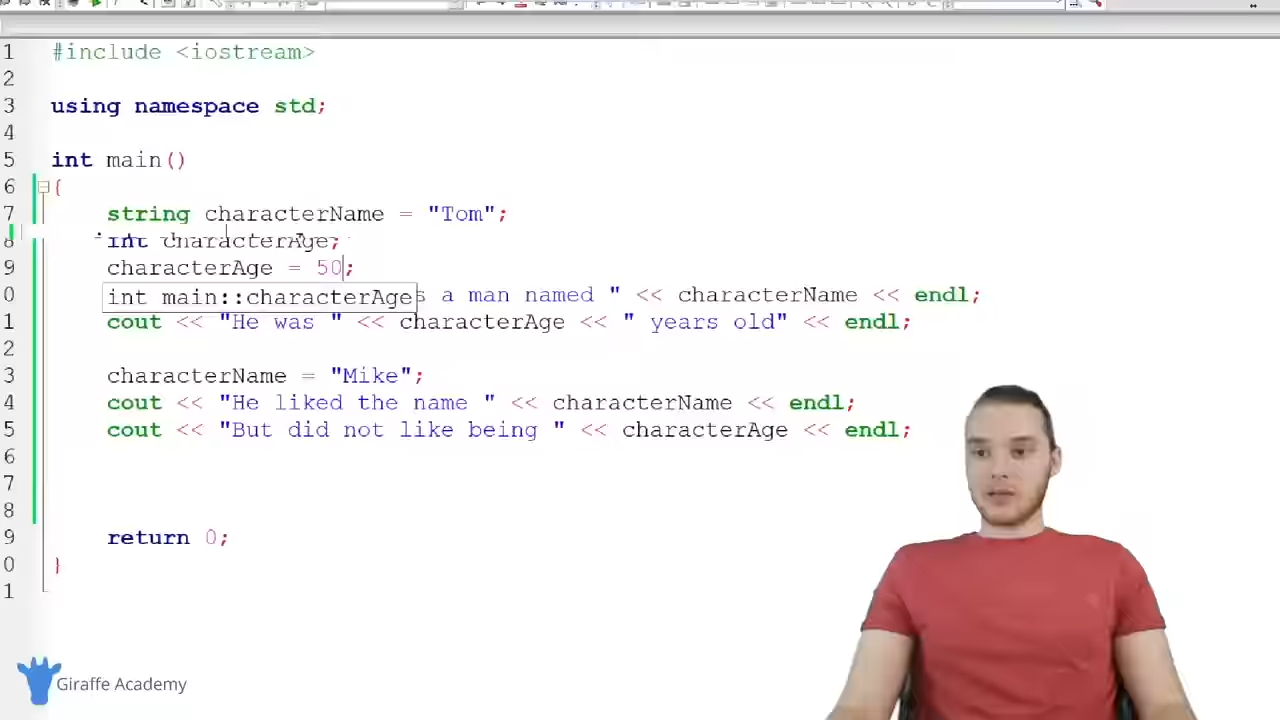 1 #include <iostream>
2
3 using namespace std;
4
5 int main()
6 {
7 string characterName = "Tom";
8 int characterAge;
9 characterAge = 50;
0 s a man named " << characterName << endl;
int main::characterAge
1 cout << "He was " << characterAge << " years old" << endl;
2
3 characterName = "Mike";
4 cout << "He liked the name " << characterName << endl;
5 cout << "But did not like being " << characterAge << endl;
6
7
8
9 return 0;
0 }
1
Giraffe Academy